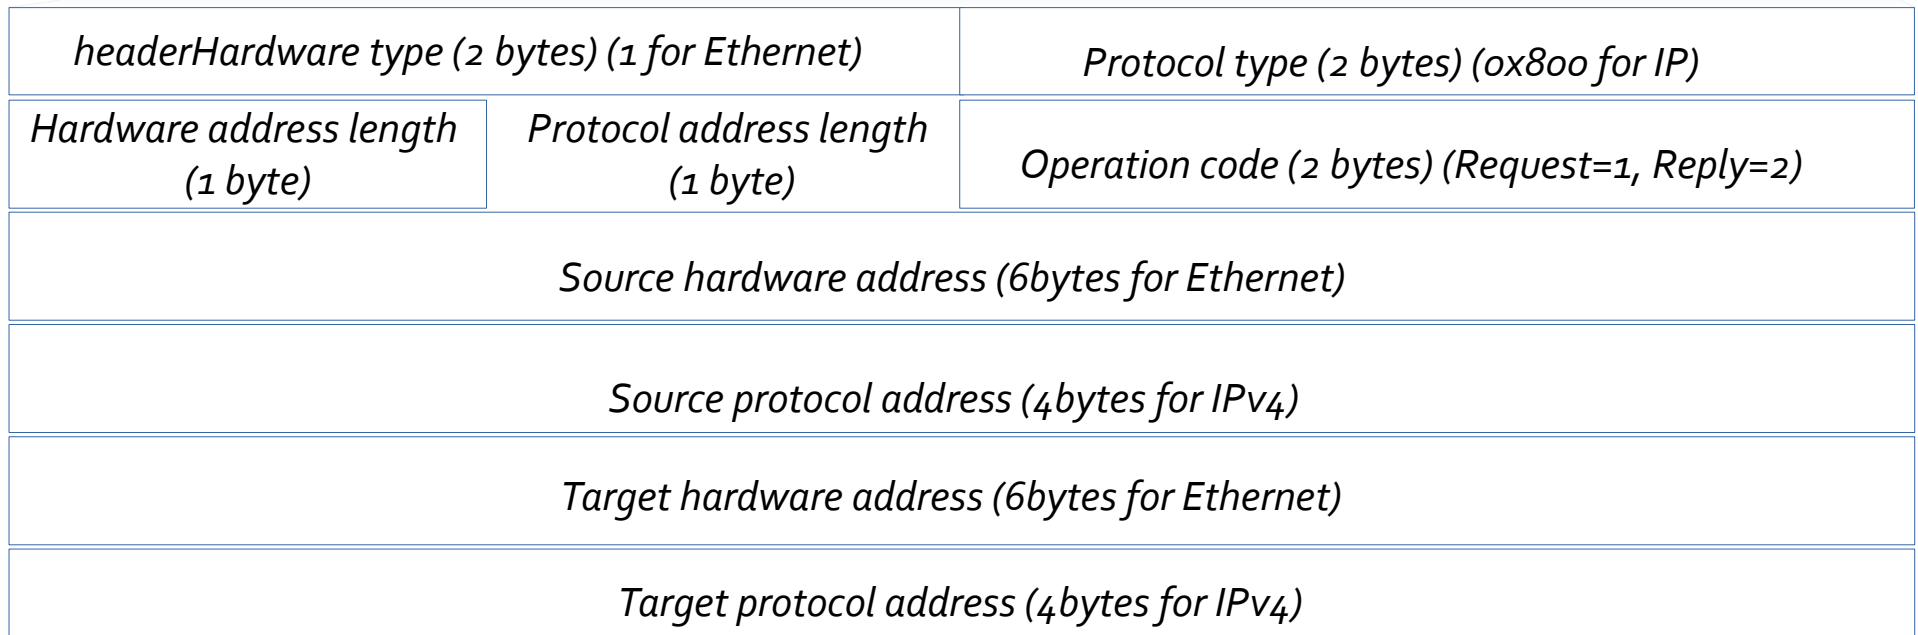 headerHardware type (2 bytes) (1 for Ethernet)
Protocol type (2 bytes) (0x800 for IP)
Hardware address length
(1 byte)
Protocol address length
(1 byte)
Operation code (2 bytes) (Request=1, Reply=2)
Source hardware address (6bytes for Ethernet)
Source protocol address (4bytes for IPv4)
Target hardware address (6bytes for Ethernet)
Target protocol address (4bytes for IPv4)